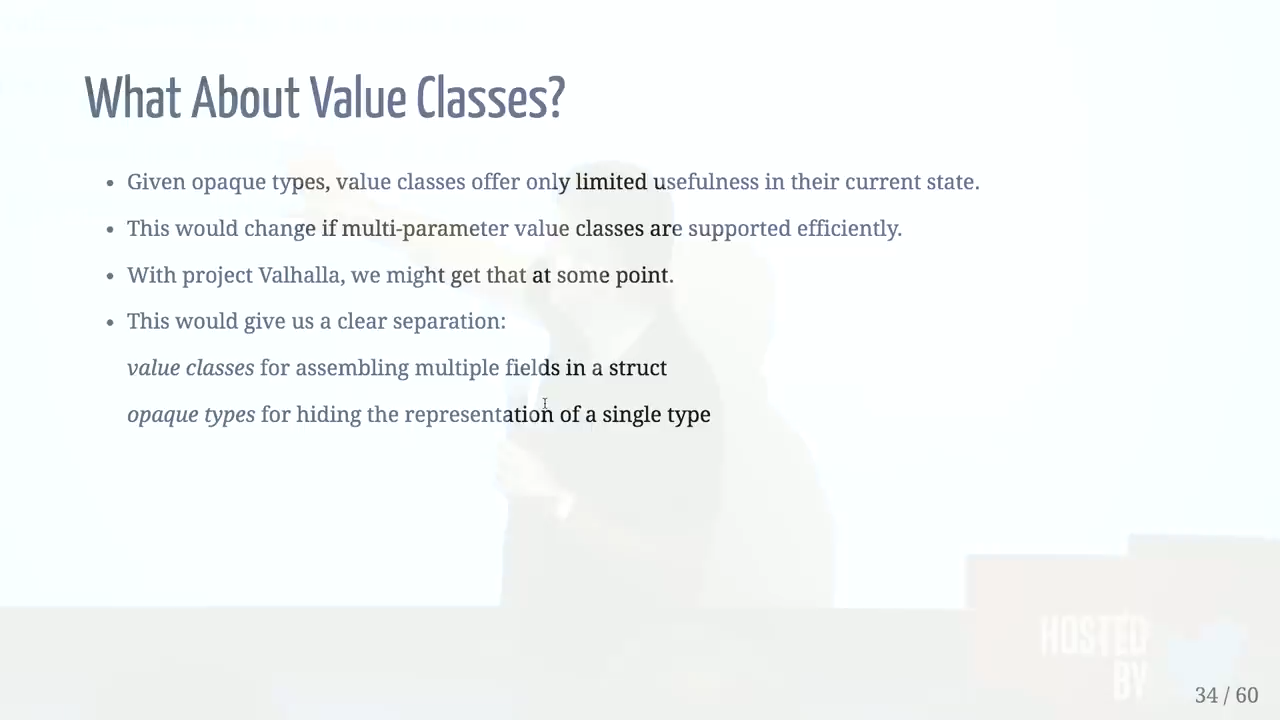 What About Value Classes?
• Given opaque types, value classes offer only limited usefulness in their current state.
• This would change if multi-parameter value classes are supported efficiently.
• With project Valhalla, we might get that at some point.
• This would give us a clear separation:
value classes for assembling multiple fields in a struct
opaque types for hiding the representation of a single type
HOSTED
BY
34 / 60